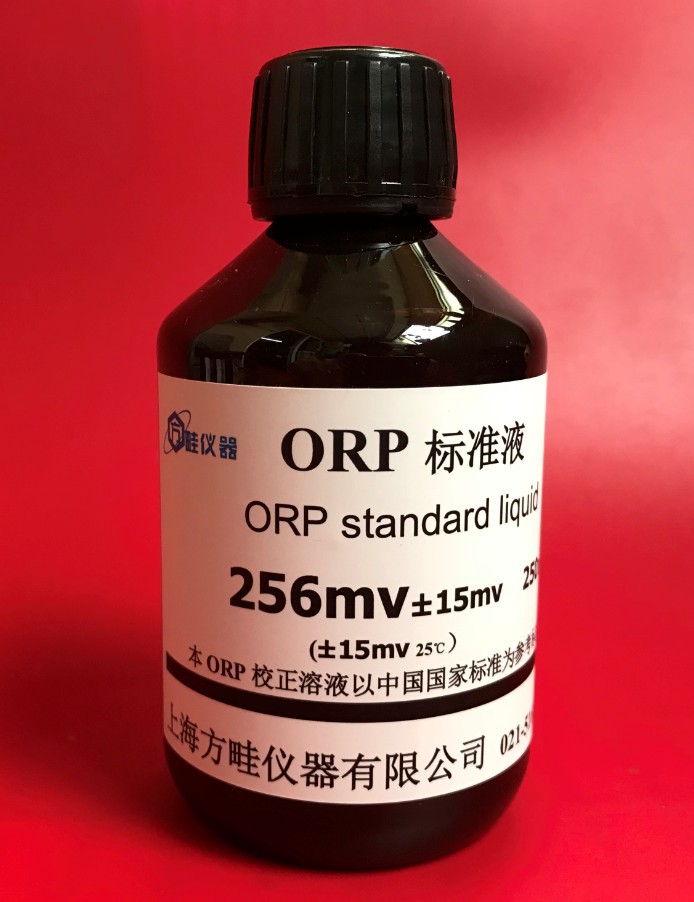 方畦仪器
ORP 标准液
ORP standard liquid
256mv±15mv
(±15mv 25℃)
本 ORP 校正溶液以中国国家标准为参考
上海方畦仪器有限公司 021-5